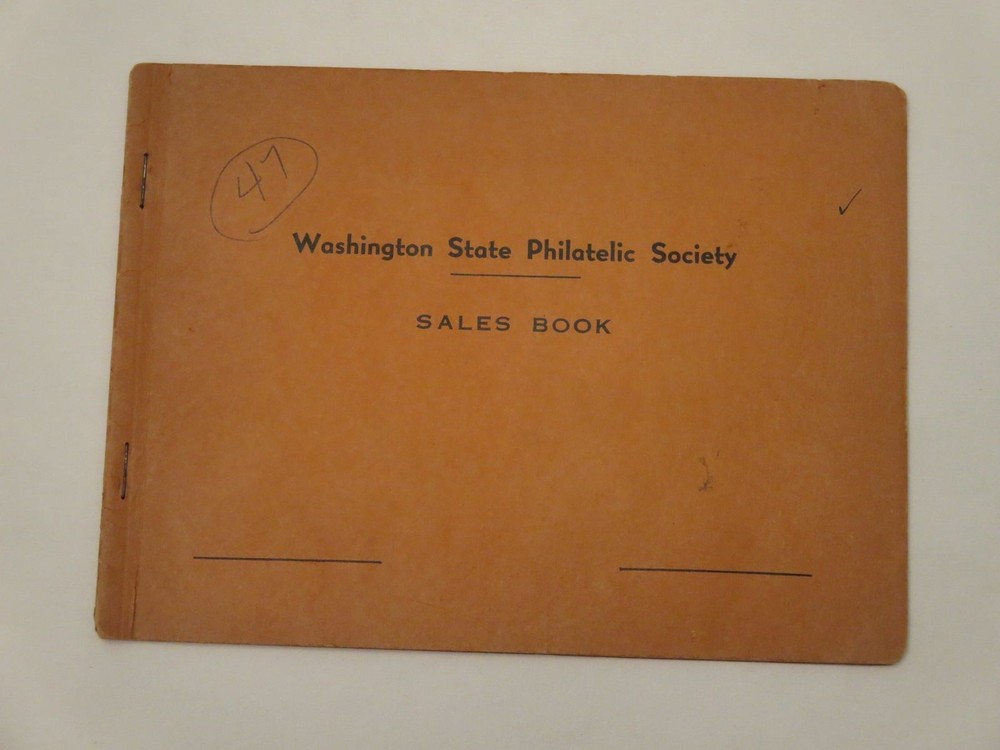 47
Washington State Philatelic Society
SALES BOOK